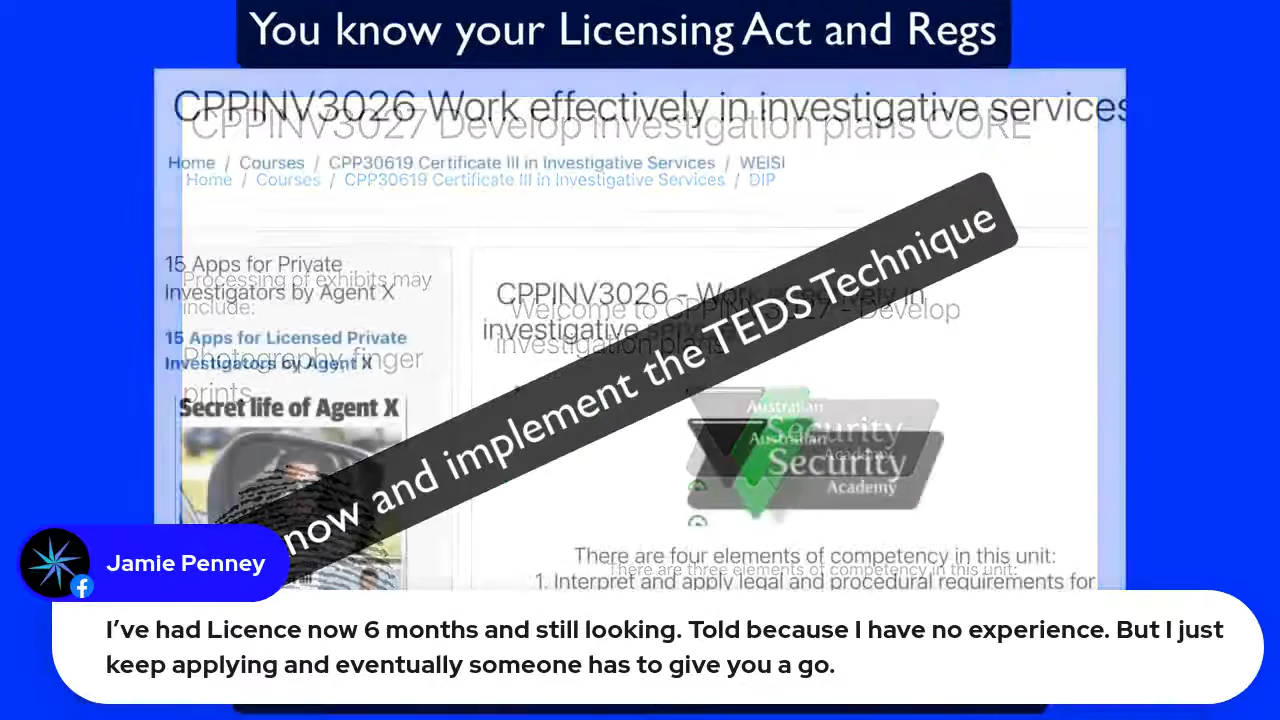 You know your Licensing Act and Regs
CPPINV3026 Work effectively in investigative services
CPPINV3027 Develop investigation plans CORE
Home / Courses / CPP30619 Certificate III in Investigative Services / WEISI
Home / Courses / CPP30619 Certificate III in Investigative Services / DIP
15 Apps for Private
Investigators by Agent X
Processing of exhibits may
include:
15 Apps for Licensed Private
Investigators by Agent X
Photography, finger
prints
Secret life of Agent X
CPPINV3026 - Work effectively in
investigative
Welcome to CPPINV3027 - Develop
investigation plans
now and implement the TEDS Technique
Australian
Security
Academy
Australian
Security
Academy
There are four elements of competency in this unit:
There are three elements of competency in this unit:
1. Interpret and apply legal and procedural requirements for
Jamie Penney
I’ve had Licence now 6 months and still looking. Told because I have no experience. But I just
keep applying and eventually someone has to give you a go.